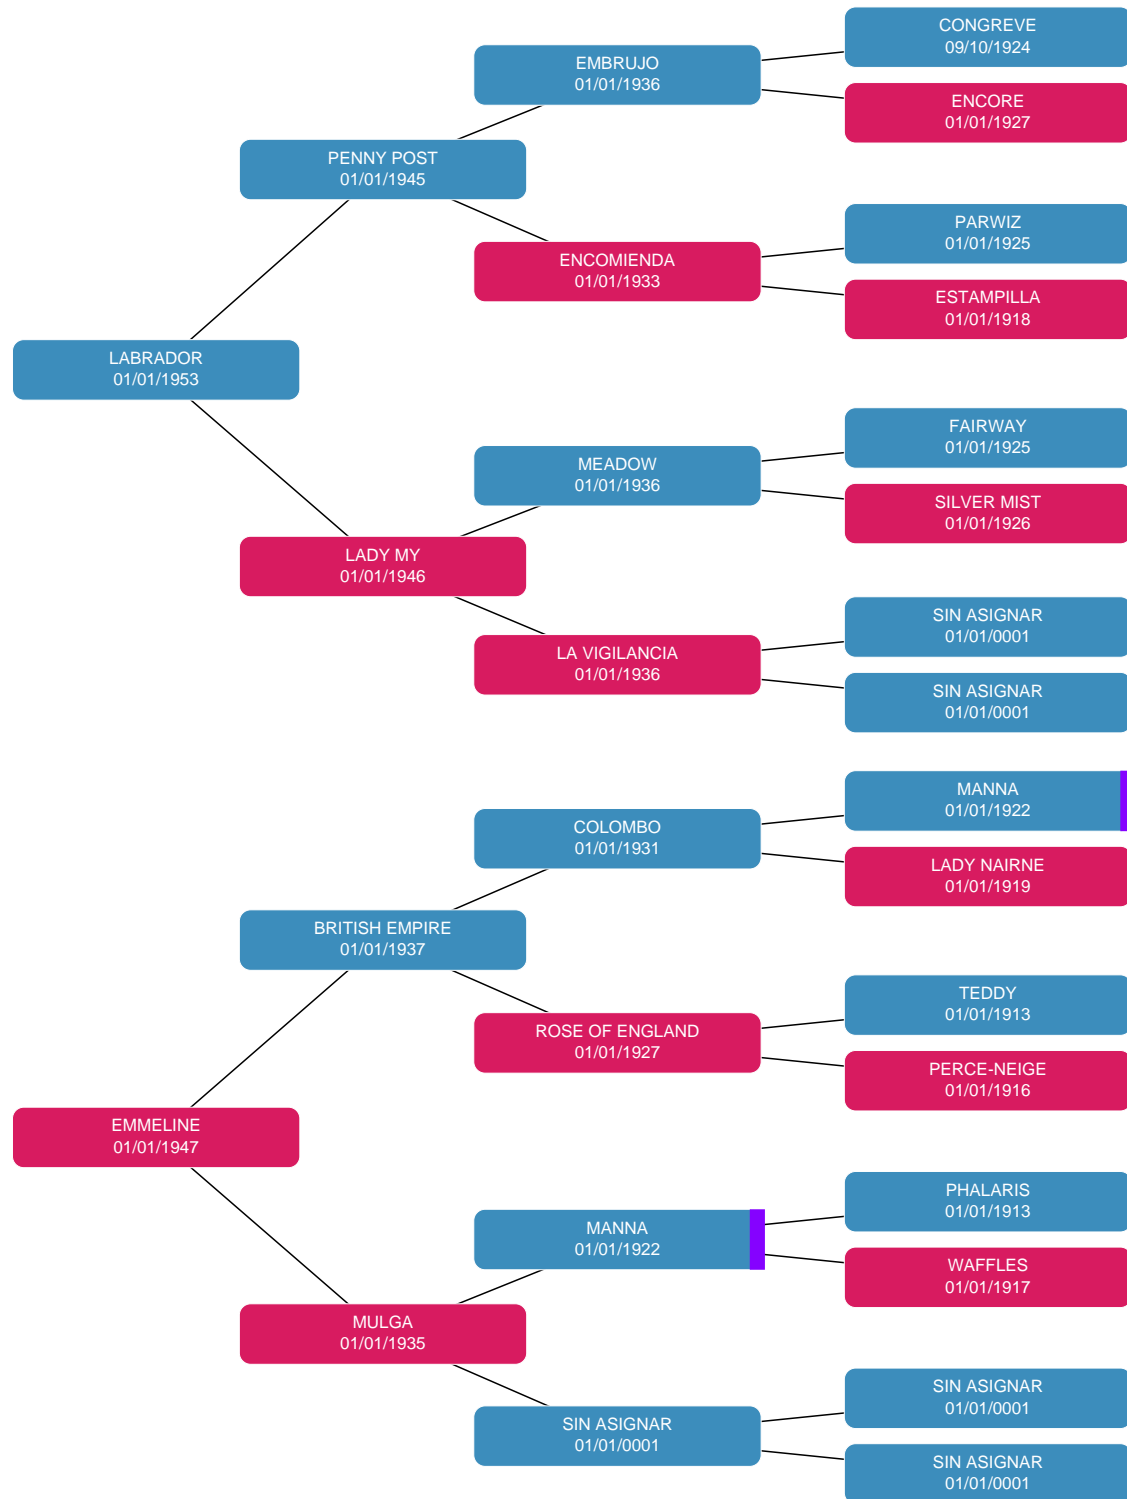 CONGREVE
09/10/1924
EMBRUJO
01/01/1936
ENCORE
01/01/1927
PENNY POST
01/01/1945
PARWIZ
01/01/1925
ENCOMIENDA
01/01/1933
ESTAMPILLA
01/01/1918
LABRADOR
01/01/1953
FAIRWAY
01/01/1925
MEADOW
01/01/1936
SILVER MIST
01/01/1926
LADY MY
01/01/1946
SIN ASIGNAR
01/01/0001
LA VIGILANCIA
01/01/1936
SIN ASIGNAR
01/01/0001
MANNA
01/01/1922
COLOMBO
01/01/1931
LADY NAIRNE
01/01/1919
BRITISH EMPIRE
01/01/1937
TEDDY
01/01/1913
ROSE OF ENGLAND
01/01/1927
PERCE-NEIGE
01/01/1916
EMMELINE
01/01/1947
PHALARIS
01/01/1913
MANNA
01/01/1922
WAFFLES
01/01/1917
MULGA
01/01/1935
SIN ASIGNAR
01/01/0001
SIN ASIGNAR
01/01/0001
SIN ASIGNAR
01/01/0001